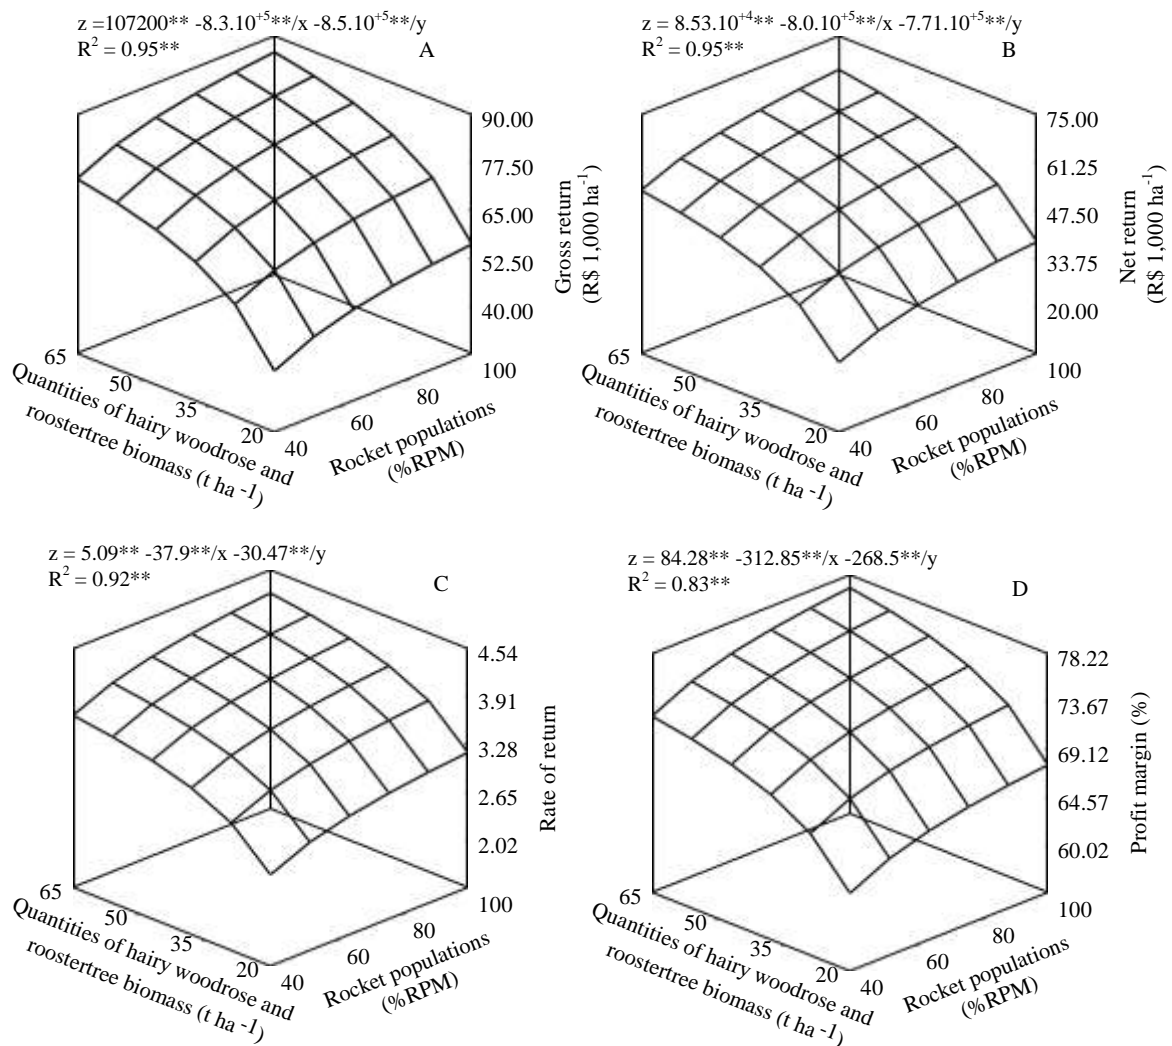 z =107200** -8.3.10⁺⁵**/x -8.5.10⁺⁵**/y
R² = 0.95**
A
90.00
77.50
65.00
52.50
40.00
Gross return
(R$ 1,000 ha⁻¹)
65
50
35
20
Quantities of hairy woodrose and
roostertree biomass (t ha -1)
40
60
80
100
Rocket populations
(%RPM)
z = 8.53.10⁺⁴** -8.0.10⁺⁵**/x -7.71.10⁺⁵**/y
R² = 0.95**
B
75.00
61.25
47.50
33.75
20.00
Net return
(R$ 1,000 ha⁻¹)
65
50
35
20
Quantities of hairy woodrose and
roostertree biomass (t ha -1)
40
60
80
100
Rocket populations
(%RPM)
z = 5.09** -37.9**/x -30.47**/y
R² = 0.92**
C
4.54
3.91
3.28
2.65
2.02
Rate of return
65
50
35
20
Quantities of hairy woodrose and
roostertree biomass (t ha -1)
40
60
80
100
Rocket populations
(%RPM)
z = 84.28** -312.85**/x -268.5**/y
R² = 0.83**
D
78.22
73.67
69.12
64.57
60.02
Profit margin (%)
65
50
35
20
Quantities of hairy woodrose and
roostertree biomass (t ha -1)
40
60
80
100
Rocket populations
(%RPM)